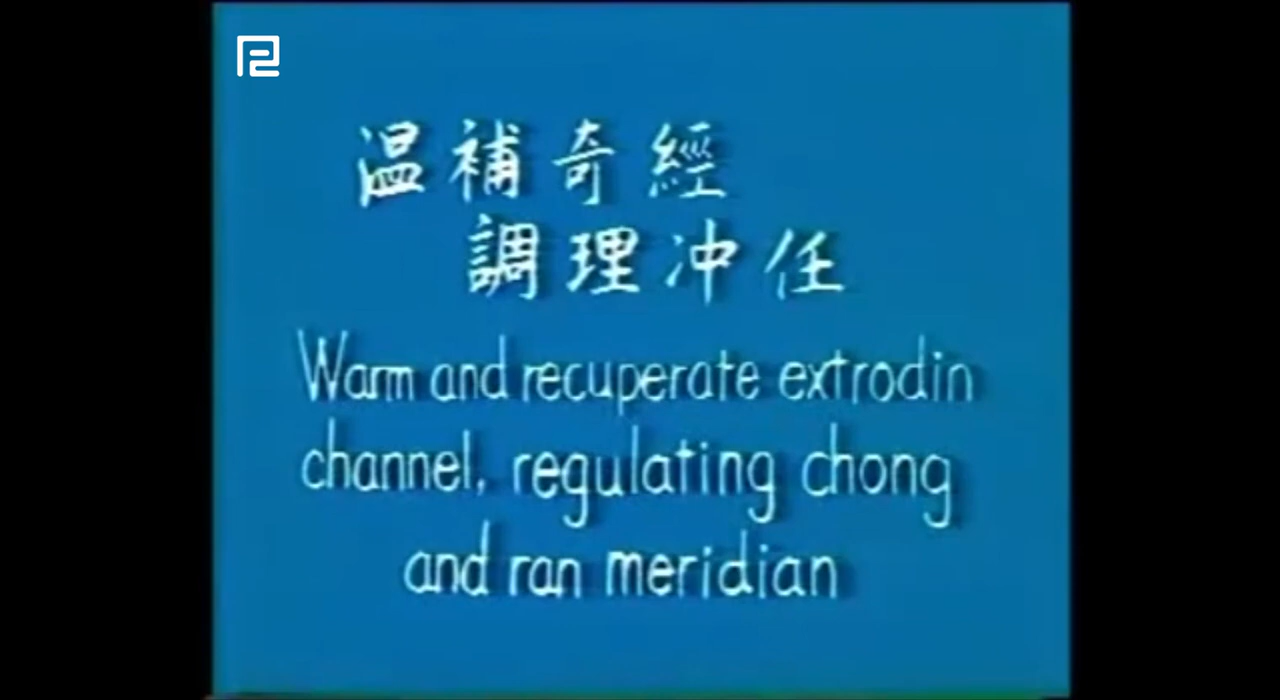 温補奇經
調理冲任
Warm and recuperate extrodin
channel, regulating chong
and ran meridian